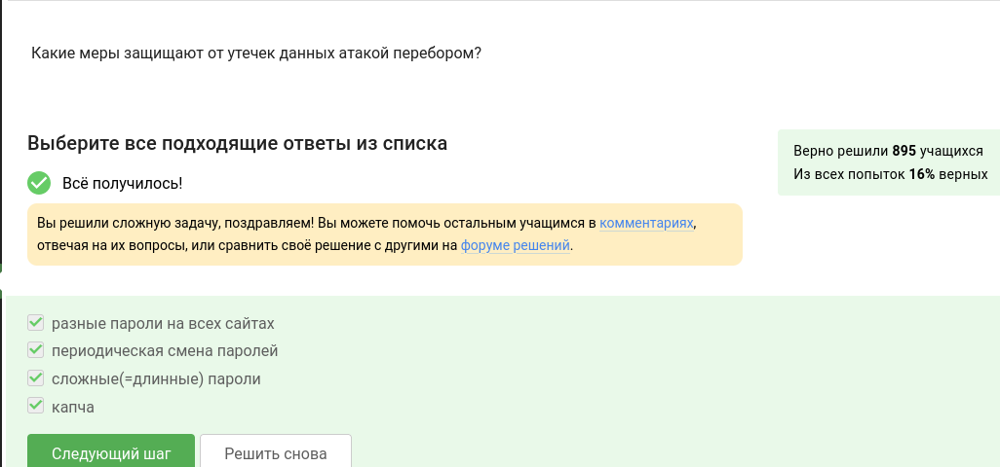 Какие меры защищают от утечек данных атакой перебором?
Выберите все подходящие ответы из списка
Верно решили 895 учащихся
Из всех попыток 16% верных
Всё получилось!
Вы решили сложную задачу, поздравляем! Вы можете помочь остальным учащимся в комментариях,
отвечая на их вопросы, или сравнить своё решение с другими на форуме решений.
разные пароли на всех сайтах
периодическая смена паролей
сложные(=длинные) пароли
капча
Следующий шаг
Решить снова